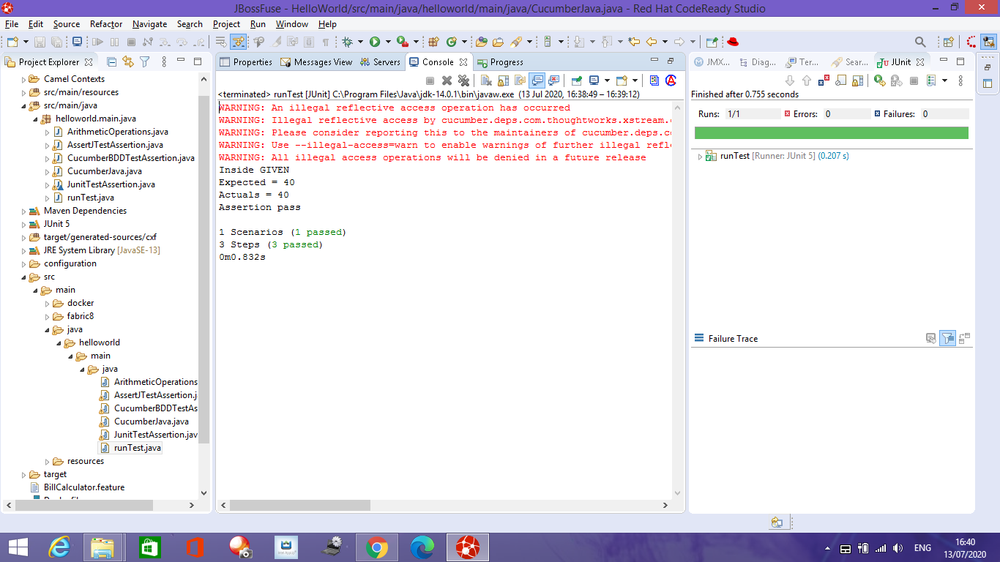 JBossFuse - HelloWorld/src/main/java/helloworld/main/java/CucumberJava.java - Red Hat CodeReady Studio
File Edit Source Refactor Navigate Search Project Run Window Help
Project Explorer
Camel Contexts
src/main/resources
src/main/java
helloworld.main.java
ArithmeticOperations.java
AssertJTestAssertion.java
CucumberBDDTestAssertion.java
CucumberJava.java
JunitTestAssertion.java
runTest.java
Maven Dependencies
JUnit 5
target/generated-sources/cxf
JRE System Library [JavaSE-13]
configuration
src
main
docker
fabric8
java
helloworld
main
java
ArithmeticOperations
AssertJTestAssertion.j
CucumberBDDTestAs
CucumberJava.java
JunitTestAssertion.jav
runTest.java
resources
target
BillCalculator.feature
Properties Messages View Servers Console Progress
<terminated> runTest [JUnit] C:\Program Files\Java\jdk-14.0.1\bin\javaw.exe (13 Jul 2020, 16:38:49 – 16:39:12)
WARNING: An illegal reflective access operation has occurred
WARNING: Illegal reflective access by cucumber.deps.com.thoughtworks.xstream.
WARNING: Please consider reporting this to the maintainers of cucumber.deps.co
WARNING: Use --illegal-access=warn to enable warnings of further illegal refl
WARNING: All illegal access operations will be denied in a future release
Inside GIVEN
Expected = 40
Actuals = 40
Assertion pass
1 Scenarios (1 passed)
3 Steps (3 passed)
0m0.832s
JMX... Diag... Ter... Sear... JUnit
Finished after 0.755 seconds
Runs: 1/1 Errors: 0 Failures: 0
runTest [Runner: JUnit 5] (0.207 s)
Failure Trace
ENG
16:40
13/07/2020